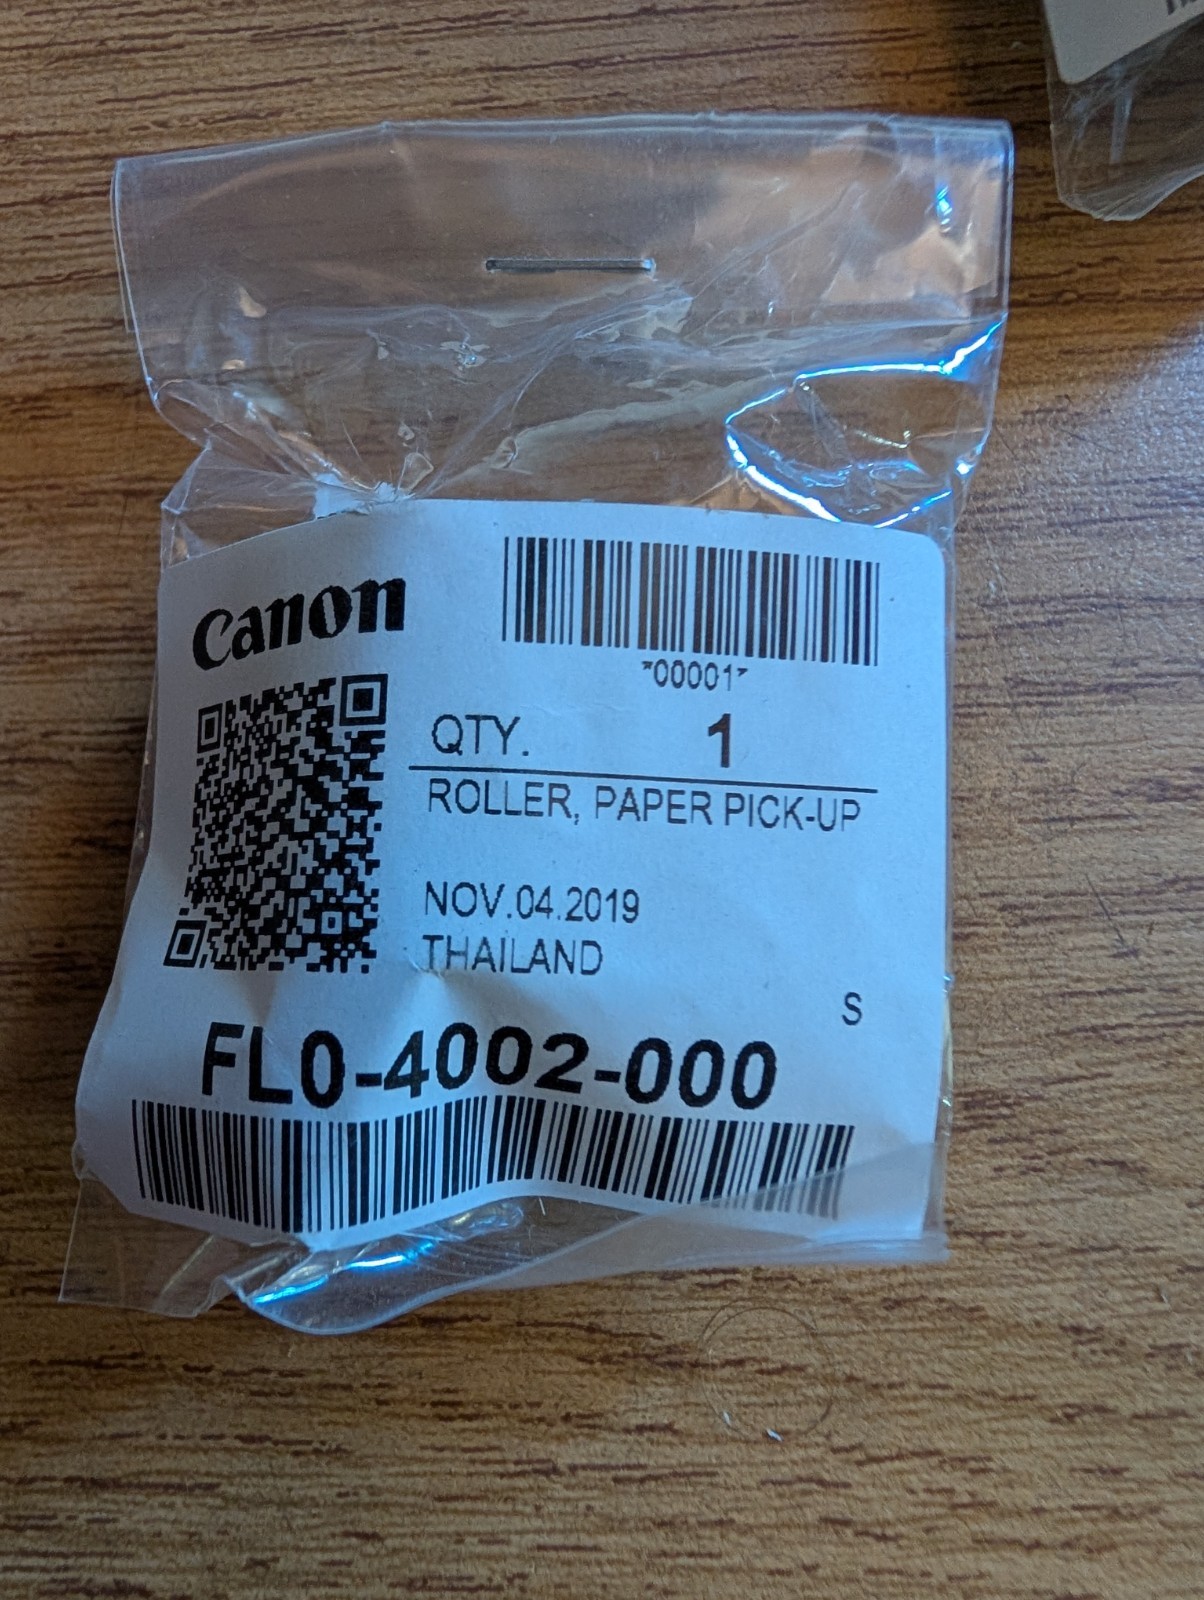 Canon
*00001*
QTY. 1
ROLLER, PAPER PICK-UP
NOV.04.2019
THAILAND
S
FL0-4002-000